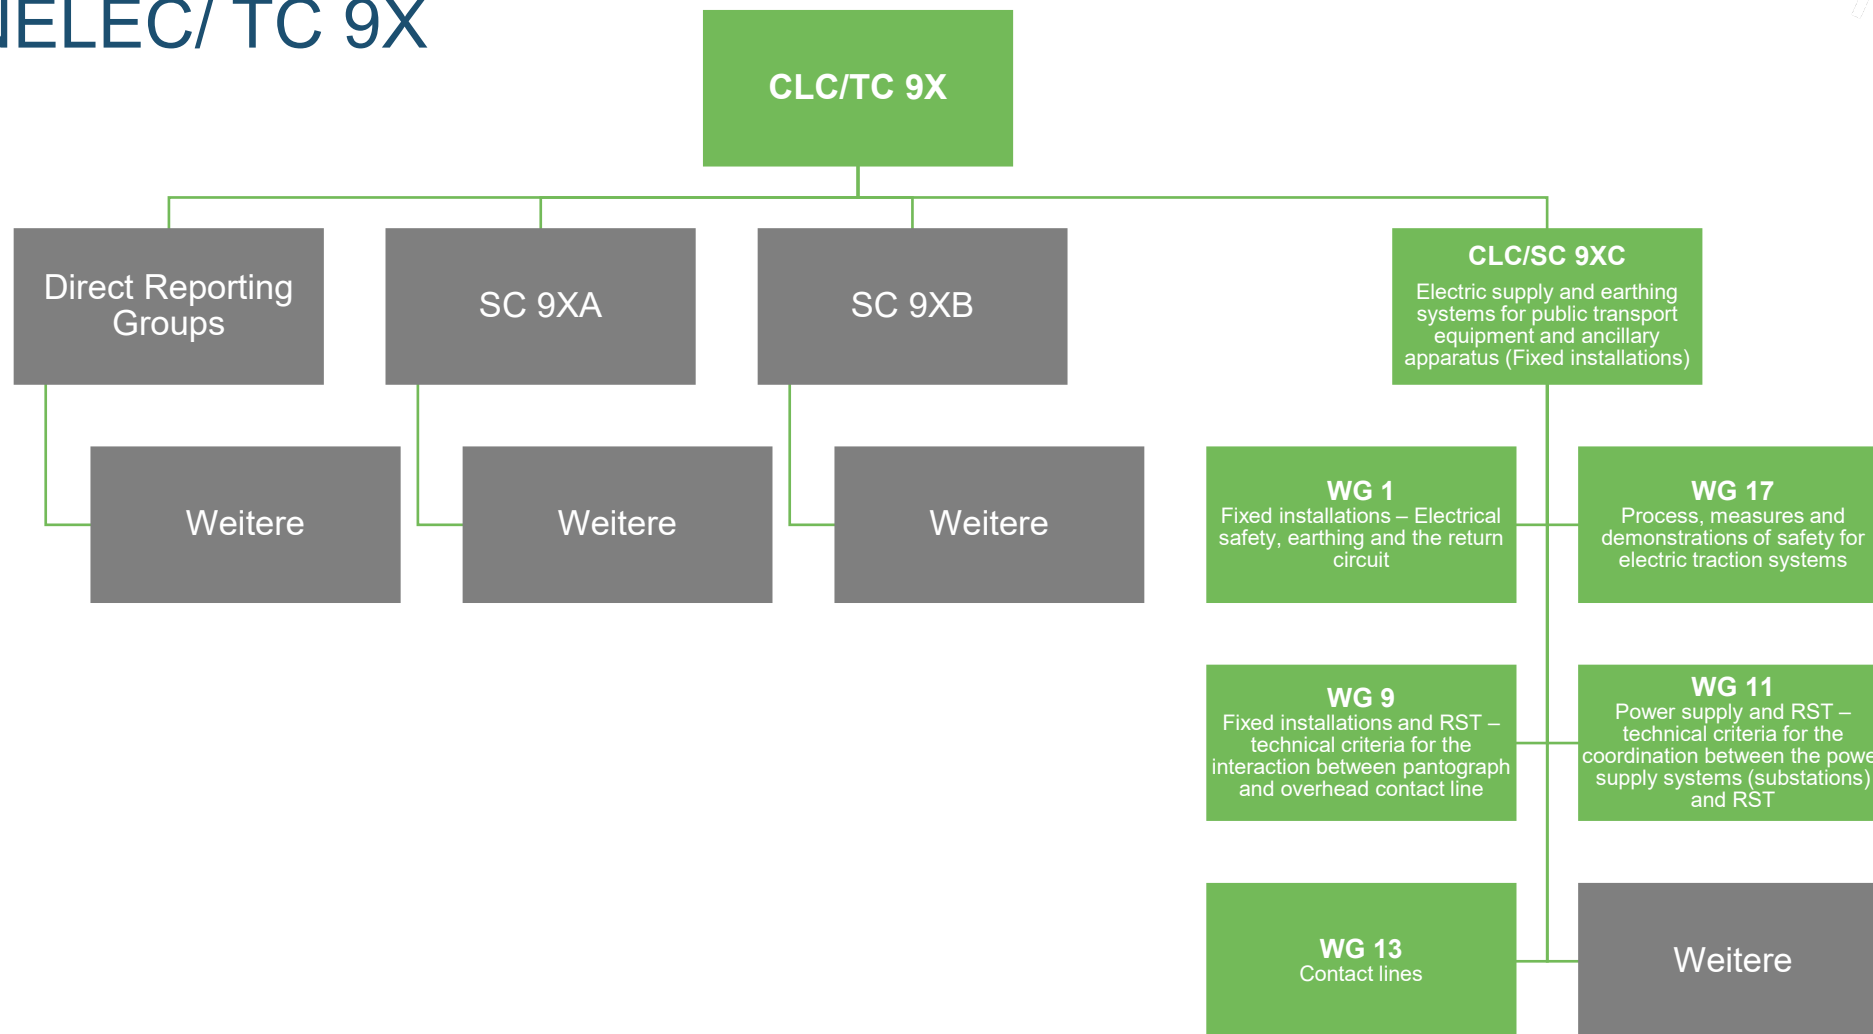 NELEC/ TC 9X
CLC/TC 9X
Direct Reporting
Groups
SC 9XA
SC 9XB
CLC/SC 9XC
Electric supply and earthing
systems for public transport
equipment and ancillary
apparatus (Fixed installations)
Weitere
Weitere
Weitere
WG 1
Fixed installations – Electrical
safety, earthing and the return
circuit
WG 17
Process, measures and
demonstrations of safety for
electric traction systems
WG 9
Fixed installations and RST –
technical criteria for the
interaction between pantograph
and overhead contact line
WG 11
Power supply and RST –
technical criteria for the
coordination between the powe
supply systems (substations)
and RST
WG 13
Contact lines
Weitere